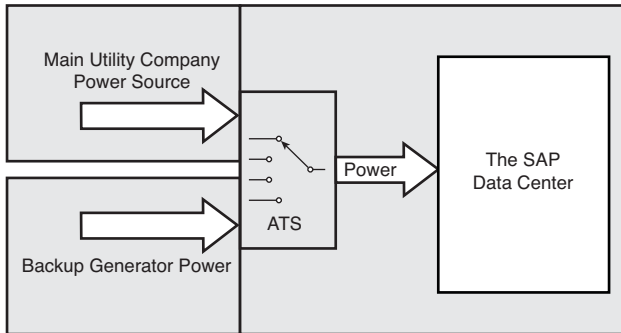 Main Utility Company
Power Source
ATS
Backup Generator Power
Power
The SAP
Data Center